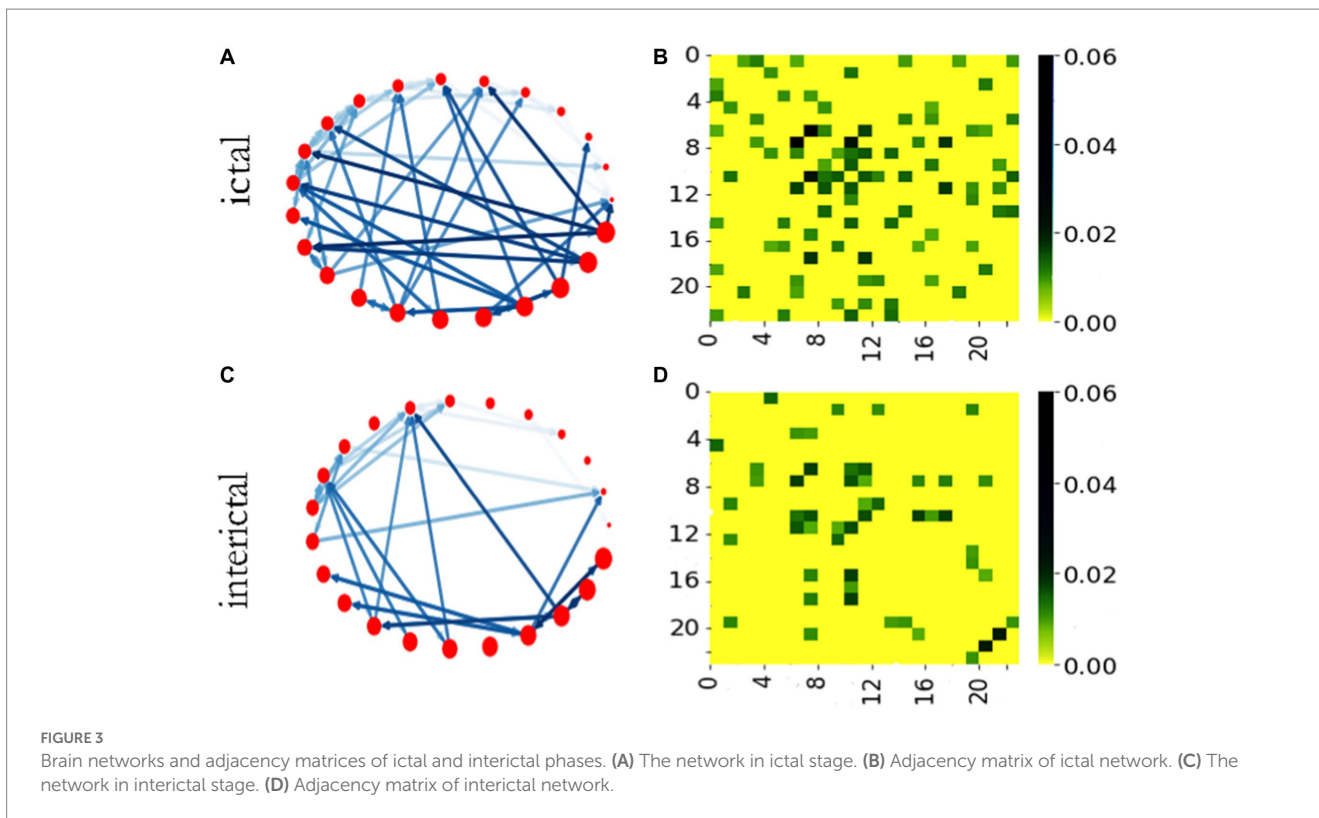 A
ictal
B
0
4
8
12
16
20
0 4 8 12 16 20
0.06
0.04
0.02
0.00
C
interictal
D
0
4
8
12
16
20
0 4 8 12 16 20
0.06
0.04
0.02
0.00
FIGURE 3
Brain networks and adjacency matrices of ictal and interictal phases. (A) The network in ictal stage. (B) Adjacency matrix of ictal network. (C) The
network in interictal stage. (D) Adjacency matrix of interictal network.